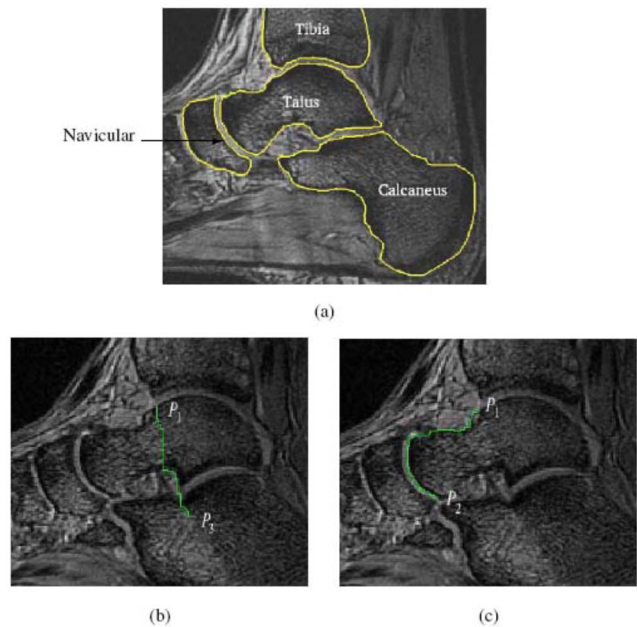 Tibia
Talus
Navicular
Calcaneus
(a)
P1
P3
P1
P2
(b)
(c)